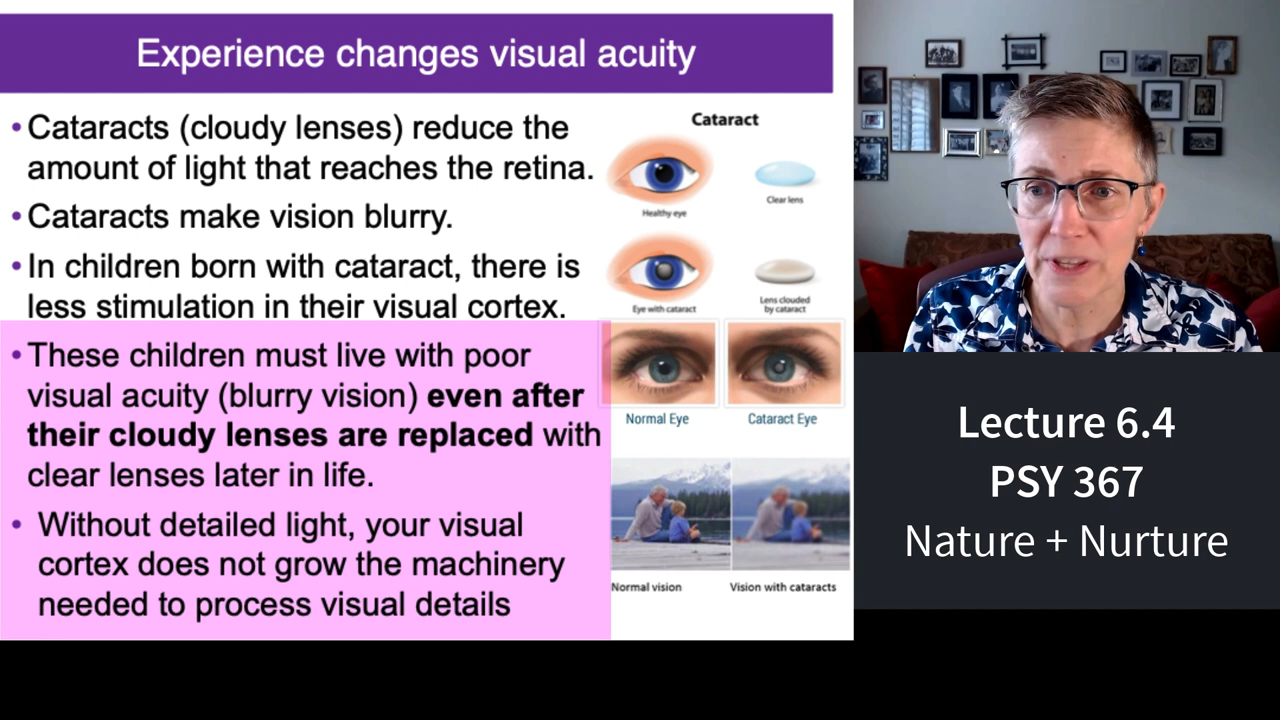 Experience changes visual acuity
• Cataracts (cloudy lenses) reduce the
amount of light that reaches the retina.
• Cataracts make vision blurry.
• In children born with cataract, there is
less stimulation in their visual cortex.
• These children must live with poor
visual acuity (blurry vision) even after
their cloudy lenses are replaced with
clear lenses later in life.
• Without detailed light, your visual
cortex does not grow the machinery
needed to process visual details
Cataract
Healthy eye
Clear lens
Eye with cataract
Lens clouded
by cataract
Normal Eye
Cataract Eye
Normal vision
Vision with cataracts
Lecture 6.4
PSY 367
Nature + Nurture